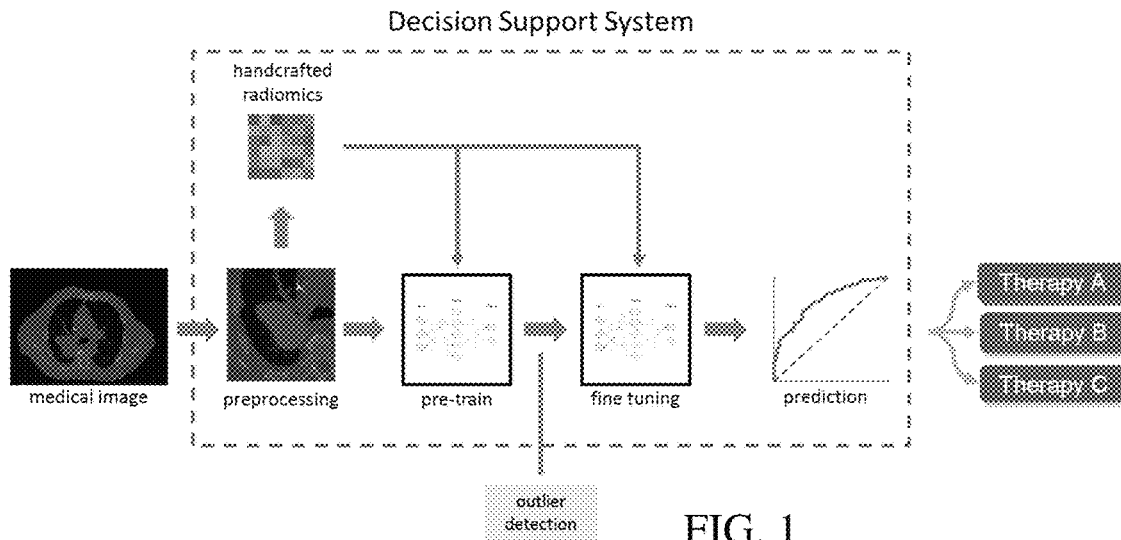 Decision Support System
handcrafted
radiomics
medical image
preprocessing
pre-train
fine tuning
prediction
Therapy A
Therapy B
Therapy C
outlier
detection
FIG. 1